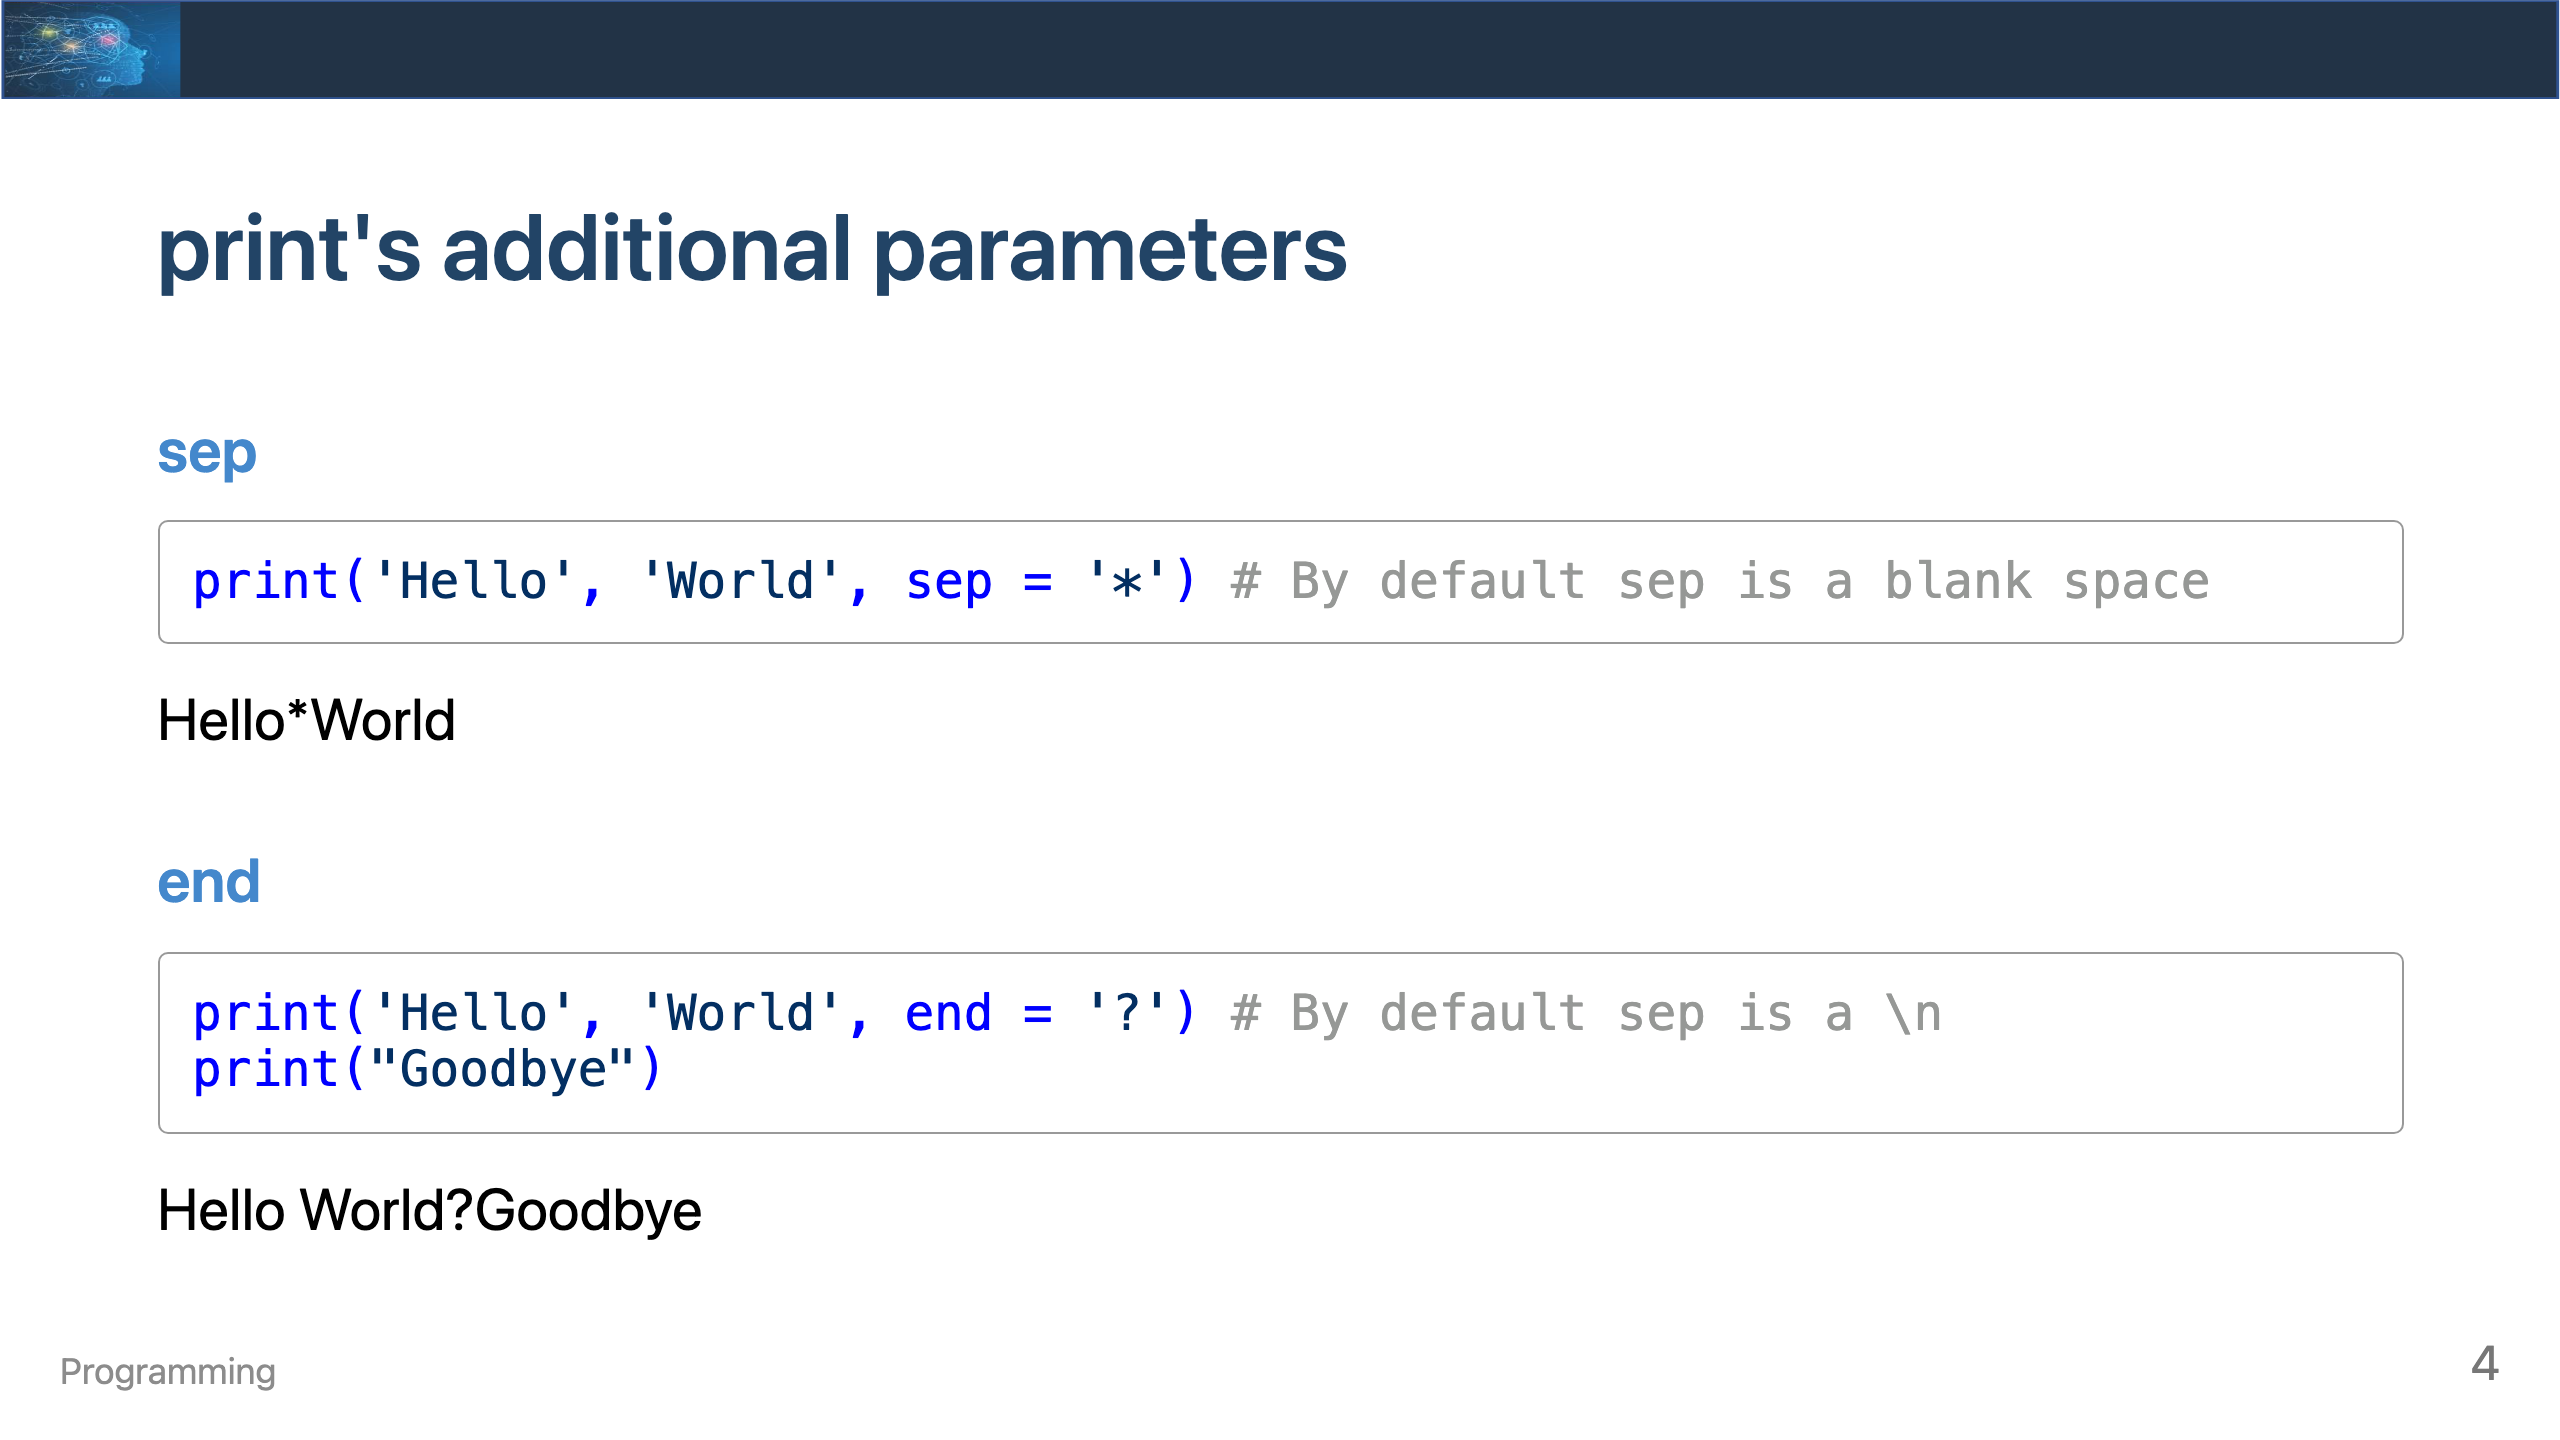 print's additional parameters
sep
print('Hello', 'World', sep = '*') # By default sep is a blank space
Hello*World
end
print('Hello', 'World', end = '?') # By default sep is a \n
print("Goodbye")
Hello World?Goodbye
Programming
4